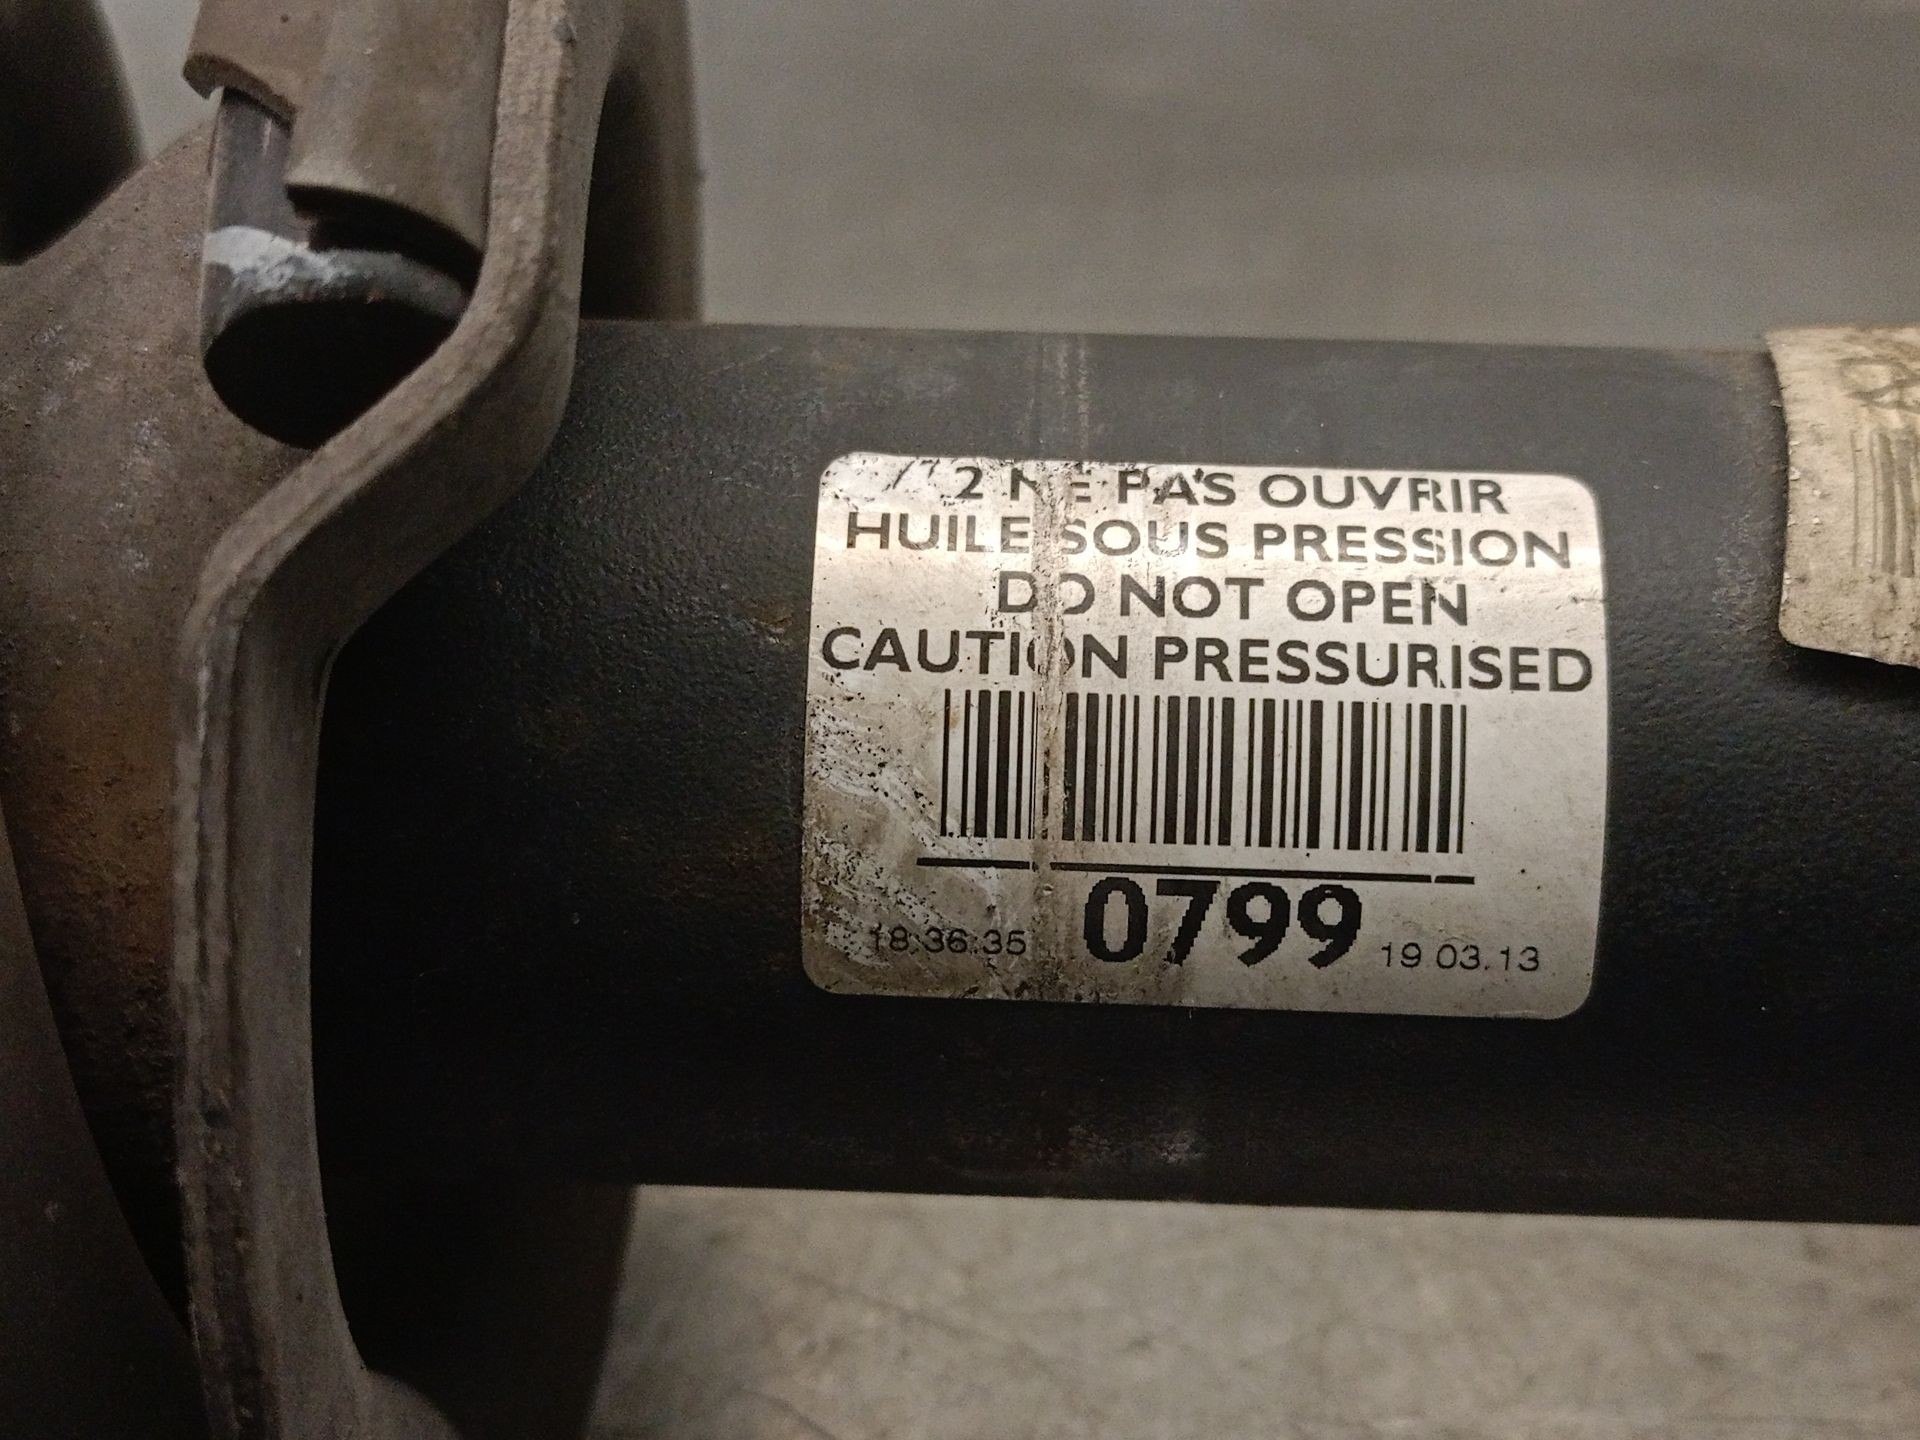 2 NE PAS OUVRIR
HUILE SOUS PRESSION
DO NOT OPEN
CAUTION PRESSURISED
18:36:35 0799 19.03.13